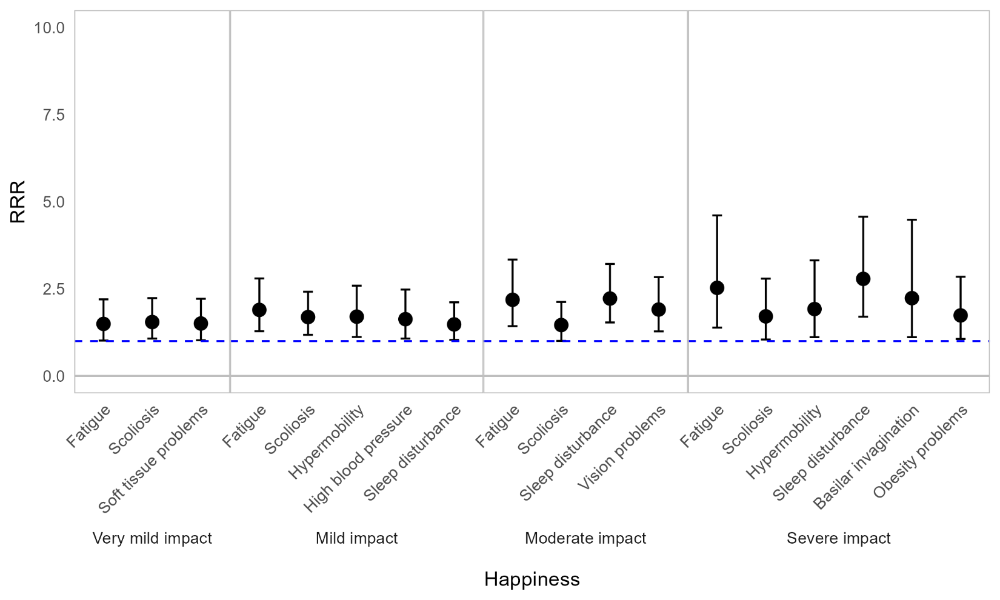 10.0
7.5
5.0
2.5
0.0
RRR
Fatigue
Scoliosis
Soft tissue problems
Fatigue
Scoliosis
Hypermobility
High blood pressure
Sleep disturbance
Fatigue
Scoliosis
Sleep disturbance
Vision problems
Fatigue
Scoliosis
Hypermobility
Sleep disturbance
Basilar invagination
Obesity problems
Very mild impact
Mild impact
Moderate impact
Severe impact
Happiness